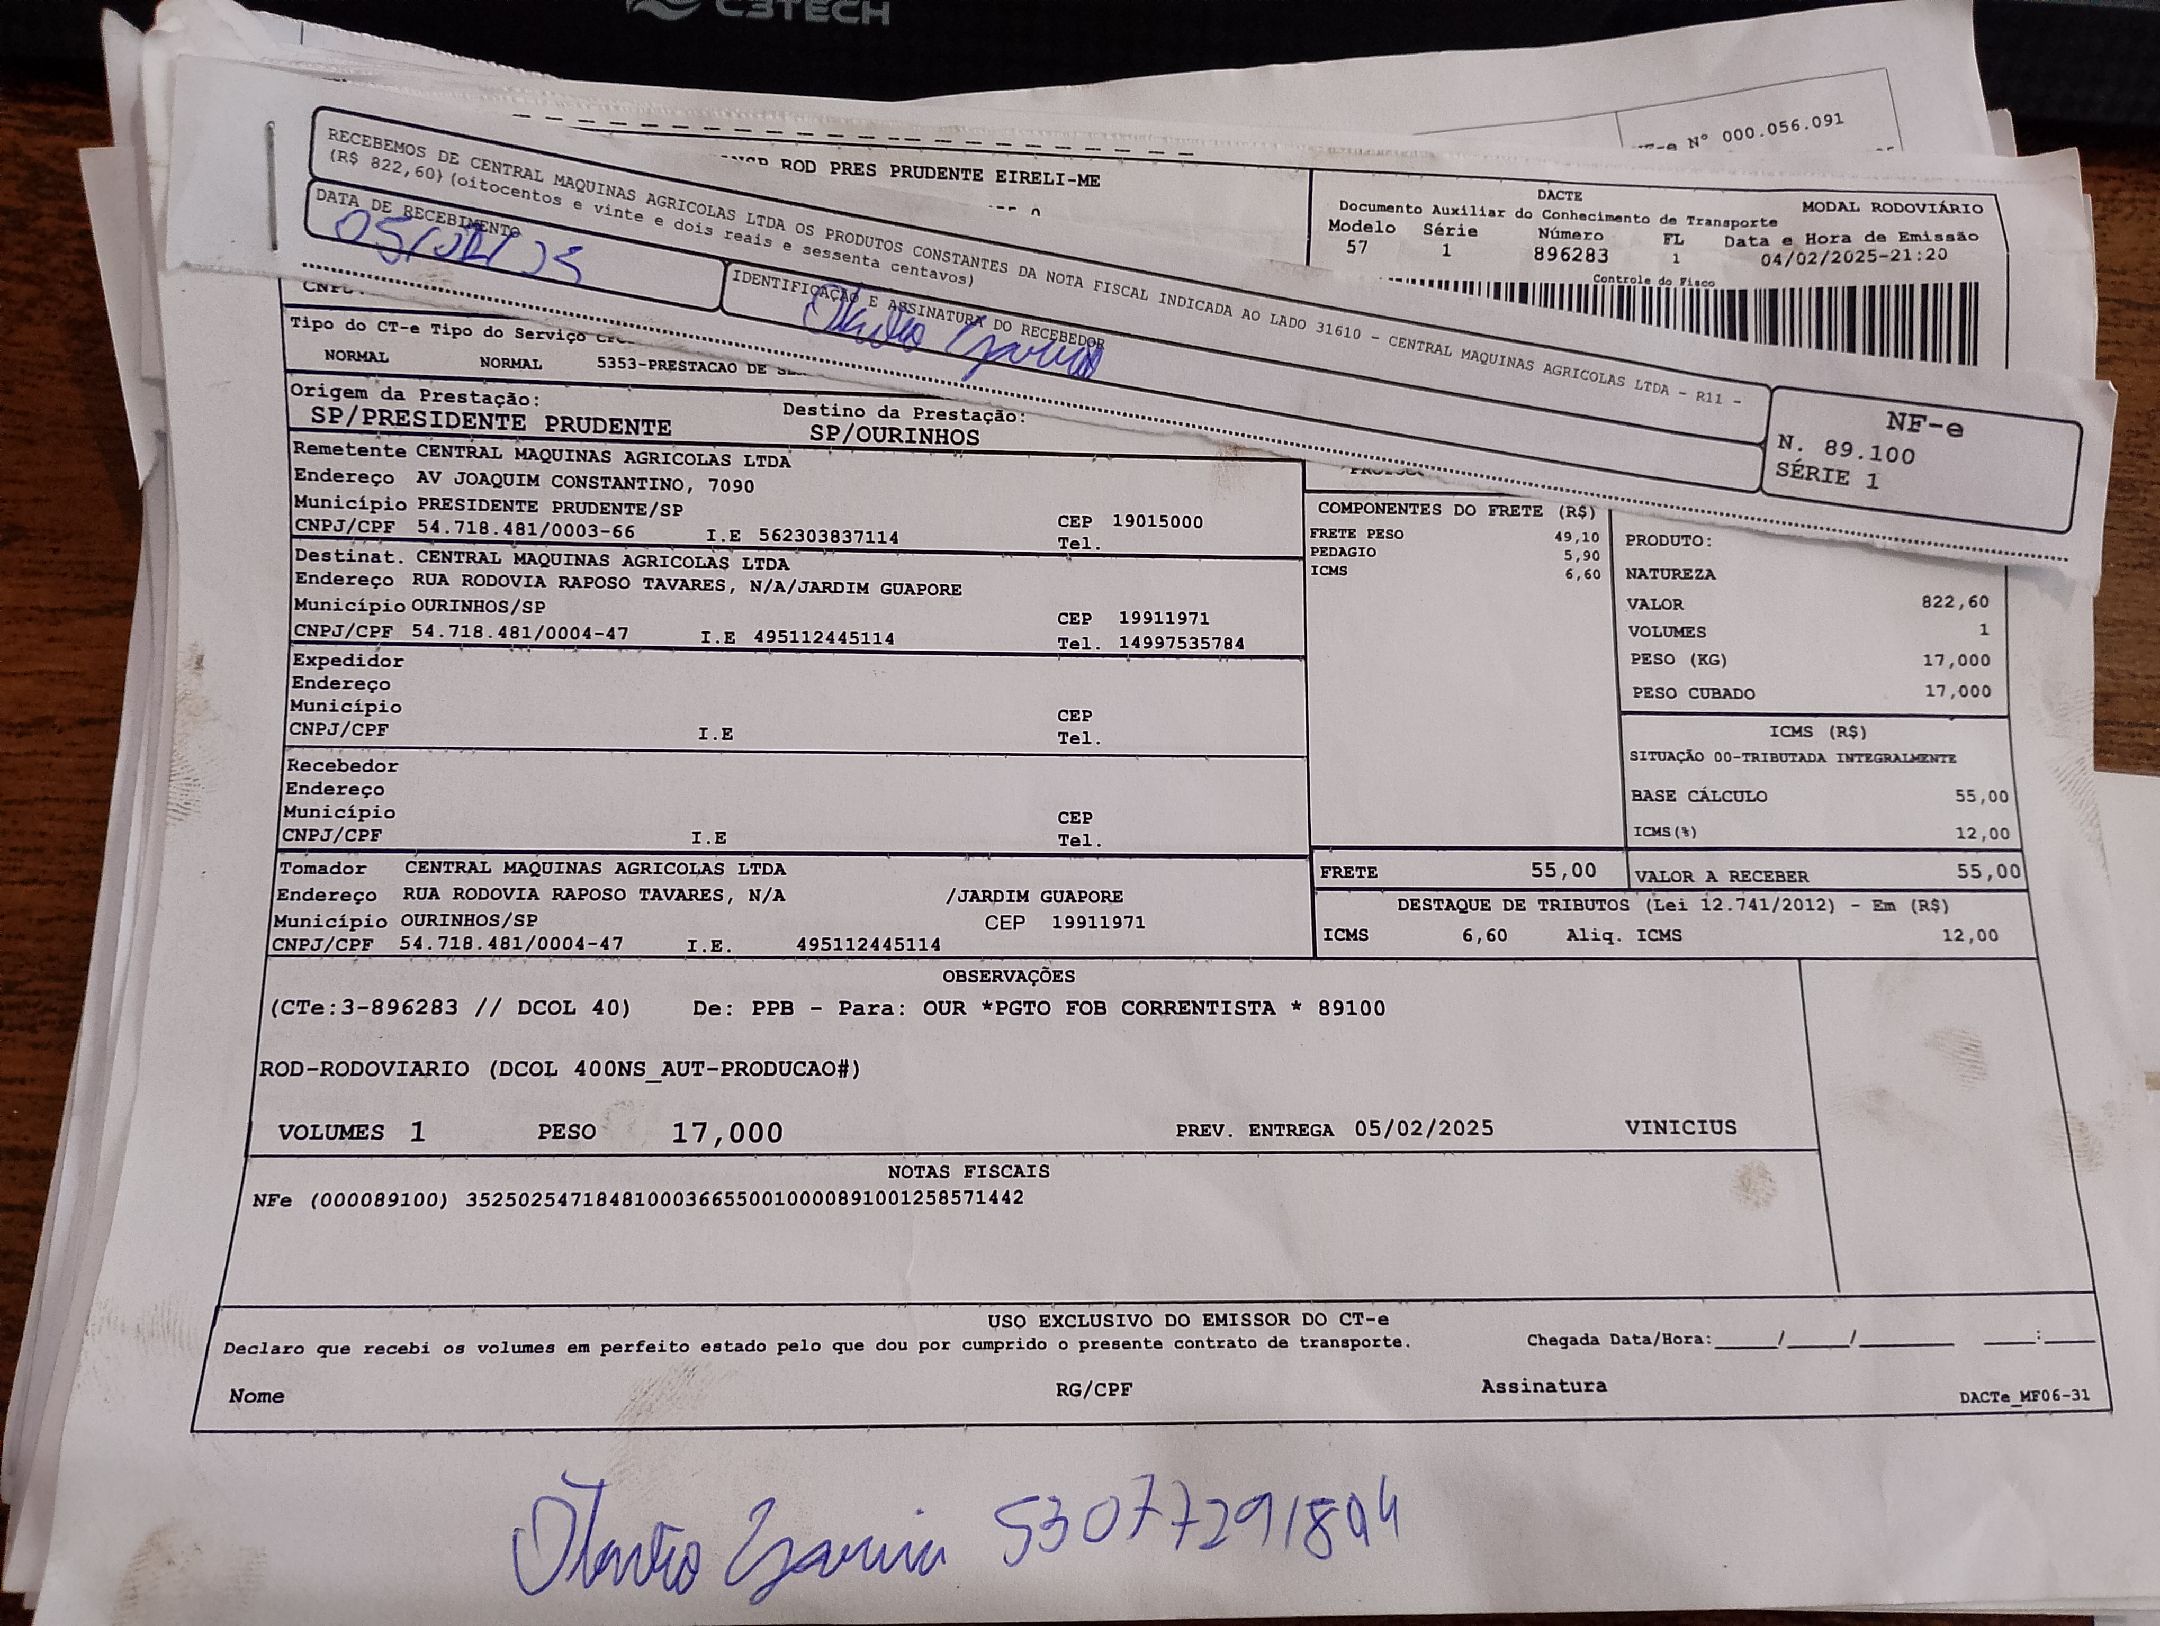 C3TECH
Nº 000.056.091
ROD PRES PRUDENTE EIRELI-ME
RECEBEMOS DE CENTRAL MAQUINAS AGRICOLAS LTDA OS PRODUTOS CONSTANTES DA NOTA FISCAL INDICADA AO LADO 31610 - CENTRAL MAQUINAS AGRICOLAS LTDA - R11 -
(R$ 822,60) (oitocentos e vinte e dois reais e sessenta centavos)
DATA DE RECEBIMENTO
IDENTIFICAÇÃO E ASSINATURA DO RECEBEDOR
NF-e
N. 89.100
SÉRIE 1
DACTE
Documento Auxiliar do Conhecimento de Transporte
MODAL RODOVIÁRIO
Modelo Série Número FL Data e Hora de Emissão
57 1 896283 1 04/02/2025-21:20
Controle do Fisco
Tipo do CT-e Tipo do Serviço
NORMAL NORMAL 5353-PRESTACAO DE
Origem da Prestação: Destino da Prestação:
SP/PRESIDENTE PRUDENTE SP/OURINHOS
Remetente CENTRAL MAQUINAS AGRICOLAS LTDA
Endereço AV JOAQUIM CONSTANTINO, 7090
Município PRESIDENTE PRUDENTE/SP CEP 19015000
CNPJ/CPF 54.718.481/0003-66 I.E 562303837114 Tel.
Destinat. CENTRAL MAQUINAS AGRICOLAS LTDA
Endereço RUA RODOVIA RAPOSO TAVARES, N/A/JARDIM GUAPORE
Município OURINHOS/SP CEP 19911971
CNPJ/CPF 54.718.481/0004-47 I.E 495112445114 Tel. 14997535784
Expedidor
Endereço
Município CEP
CNPJ/CPF I.E Tel.
Recebedor
Endereço
Município CEP
CNPJ/CPF I.E Tel.
Tomador CENTRAL MAQUINAS AGRICOLAS LTDA
Endereço RUA RODOVIA RAPOSO TAVARES, N/A /JARDIM GUAPORE
Município OURINHOS/SP CEP 19911971
CNPJ/CPF 54.718.481/0004-47 I.E. 495112445114
COMPONENTES DO FRETE (R$)
FRETE PESO 49,10
PEDAGIO 5,90
ICMS 6,60
PRODUTO:
NATUREZA
VALOR 822,60
VOLUMES 1
PESO (KG) 17,000
PESO CUBADO 17,000
ICMS (R$)
SITUAÇÃO 00-TRIBUTADA INTEGRALMENTE
BASE CÁLCULO 55,00
ICMS(%) 12,00
FRETE 55,00 VALOR A RECEBER 55,00
DESTAQUE DE TRIBUTOS (Lei 12.741/2012) - Em (R$)
ICMS 6,60 Aliq. ICMS 12,00
OBSERVAÇÕES
(CTe:3-896283 // DCOL 40) De: PPB - Para: OUR *PGTO FOB CORRENTISTA * 89100
ROD-RODOVIARIO (DCOL 400NS_AUT-PRODUCAO#)
VOLUMES 1 PESO 17,000 PREV. ENTREGA 05/02/2025 VINICIUS
NOTAS FISCAIS
NFe (000089100) 35250254718481000366550010000891001258571442
USO EXCLUSIVO DO EMISSOR DO CT-e
Declaro que recebi os volumes em perfeito estado pelo que dou por cumprido o presente contrato de transporte. Chegada Data/Hora:____/____/________ ____:____
Nome RG/CPF Assinatura DACTe_MF06-31